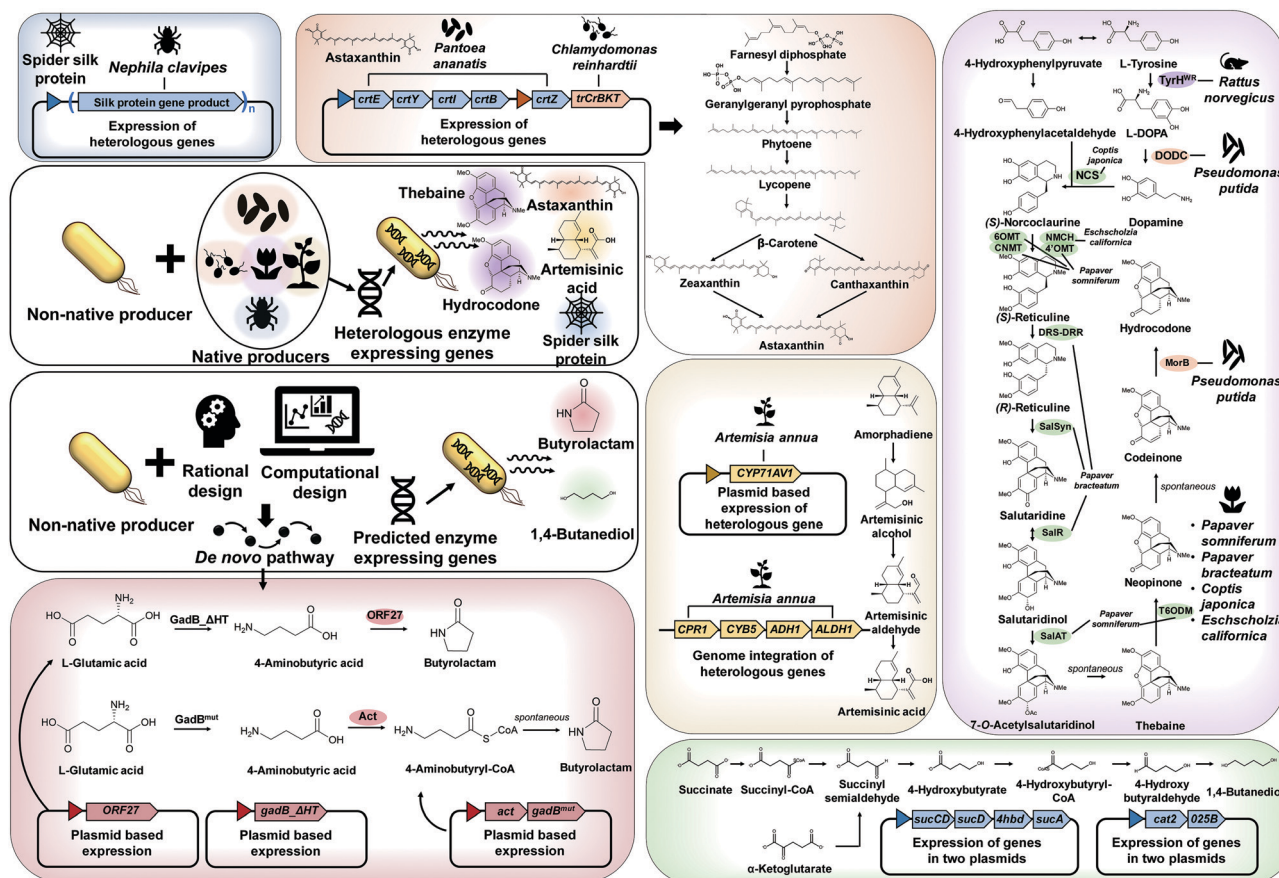 Spider silk
protein
Nephila clavipes
Silk protein gene product
n
Expression of
heterologous genes
Astaxanthin
Pantoea
ananatis
Chlamydomonas
reinhardtii
crtE
crtY
crtI
crtB
crtZ
trCrBKT
Expression of
heterologous genes
Farnesyl diphosphate
Geranylgeranyl pyrophosphate
Phytoene
Lycopene
β-Carotene
Zeaxanthin
Canthaxanthin
Astaxanthin
Non-native producer
Native producers
Heterologous enzyme
expressing genes
Thebaine
Astaxanthin
Hydrocodone
Artemisinic
acid
Spider silk
protein
Non-native producer
Rational
design
Computational
design
De novo pathway
Predicted enzyme
expressing genes
Butyrolactam
1,4-Butanediol
L-Glutamic acid
GadB_ΔHT
4-Aminobutyric acid
ORF27
Butyrolactam
L-Glutamic acid
GadBmut
4-Aminobutyric acid
Act
4-Aminobutyryl-CoA
spontaneous
Butyrolactam
ORF27
Plasmid based
expression
gadB_ΔHT
Plasmid based
expression
act
gadBmut
Plasmid based
expression
Artemisia annua
CYP71AV1
Plasmid based
expression of
heterologous gene
Artemisia annua
CPR1
CYB5
ADH1
ALDH1
Genome integration of
heterologous genes
Amorphadiene
Artemisinic
alcohol
Artemisinic
aldehyde
Artemisinic acid
4-Hydroxyphenylpyruvate
L-Tyrosine
TyrHWR
Rattus
norvegicus
4-Hydroxyphenylacetaldehyde
L-DOPA
Coptis
japonica
NCS
DODC
Pseudomonas
putida
(S)-Norcoclaurine
Dopamine
6OMT
CNMT
NMCH
4'OMT
Eschscholzia
californica
Papaver
somniferum
(S)-Reticuline
DRS-DRR
Hydrocodone
MorB
Pseudomonas
putida
(R)-Reticuline
SalSyn
Codeinone
Papaver
bracteatum
spontaneous
Salutaridine
SalR
Neopinone
• Papaver
somniferum
• Papaver
bracteatum
• Coptis
japonica
• Eschscholzia
californica
Salutaridinol
SalAT
Papaver
somniferum
T6ODM
spontaneous
7-O-Acetylsalutaridinol
Thebaine
Succinate
Succinyl-CoA
Succinyl
semialdehyde
4-Hydroxybutyrate
4-Hydroxybutyryl-
CoA
4-Hydroxy
butyraldehyde
1,4-Butanediol
α-Ketoglutarate
sucCD
sucD
4hbd
sucA
Expression of genes
in two plasmids
cat2
025B
Expression of genes
in two plasmids